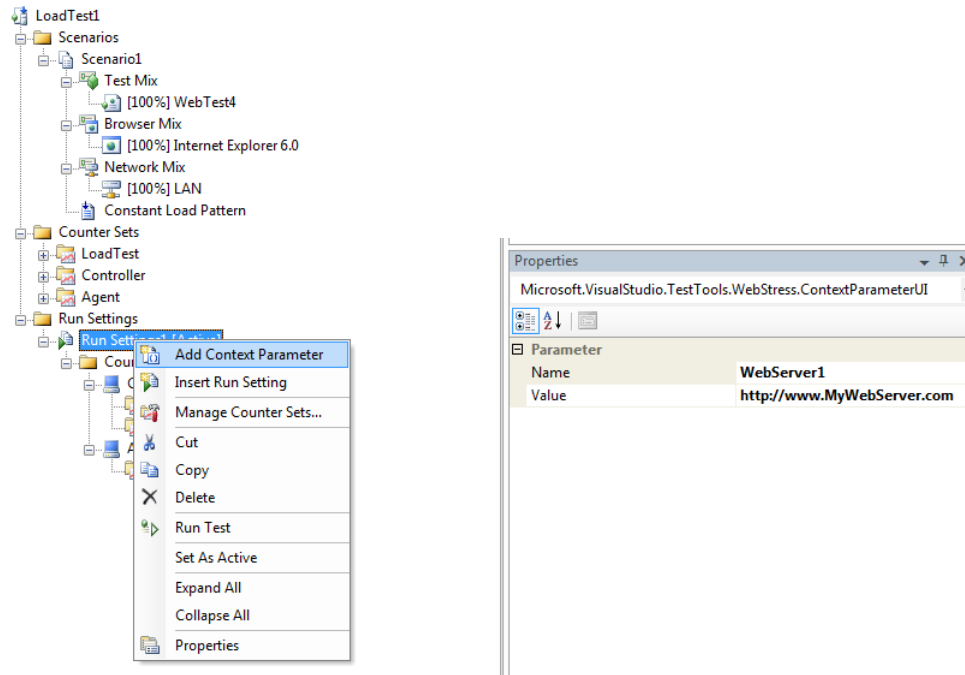 LoadTest1
Scenarios
Scenario1
Test Mix
[100%] WebTest4
Browser Mix
[100%] Internet Explorer 6.0
Network Mix
[100%] LAN
Constant Load Pattern
Counter Sets
LoadTest
Controller
Agent
Run Settings
Run Settings1 [Active]
Add Context Parameter
Insert Run Setting
Manage Counter Sets...
Cut
Copy
Delete
Run Test
Set As Active
Expand All
Collapse All
Properties
Properties
Microsoft.VisualStudio.TestTools.WebStress.ContextParameterUI
Parameter
Name WebServer1
Value http://www.MyWebServer.com